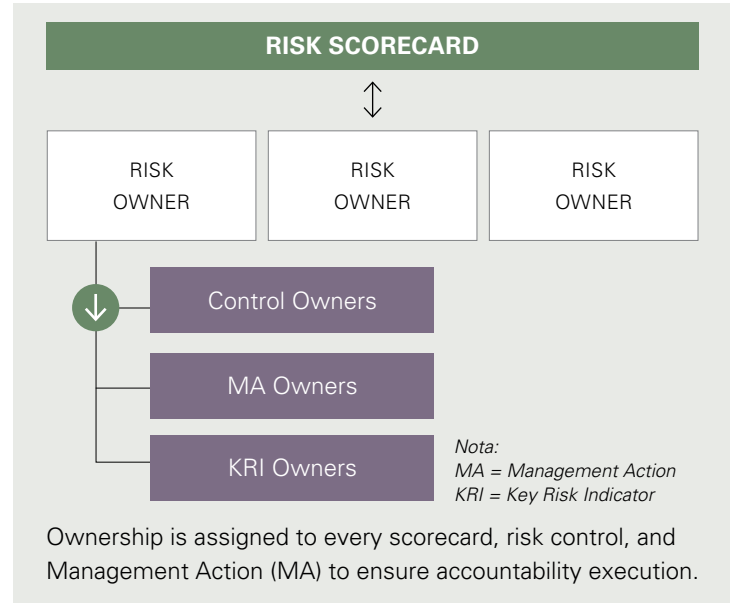 RISK SCORECARD
RISK
OWNER
RISK
OWNER
RISK
OWNER
Control Owners
MA Owners
KRI Owners
Nota:
MA = Management Action
KRI = Key Risk Indicator
Ownership is assigned to every scorecard, risk control, and
Management Action (MA) to ensure accountability execution.